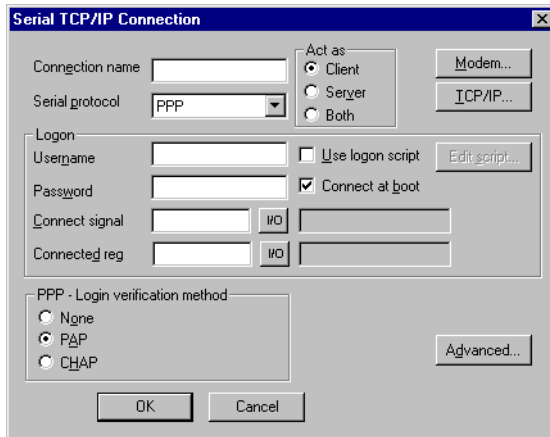 Serial TCP/IP Connection
Act as
Connection name
Client
Modem...
Serial protocol
PPP
Server
TCP/IP...
Both
Logon
Username
Use logon script
Edit script...
Password
Connect at boot
Connect signal
I/O
Connected reg
I/O
PPP - Login verification method
None
PAP
CHAP
Advanced...
OK
Cancel